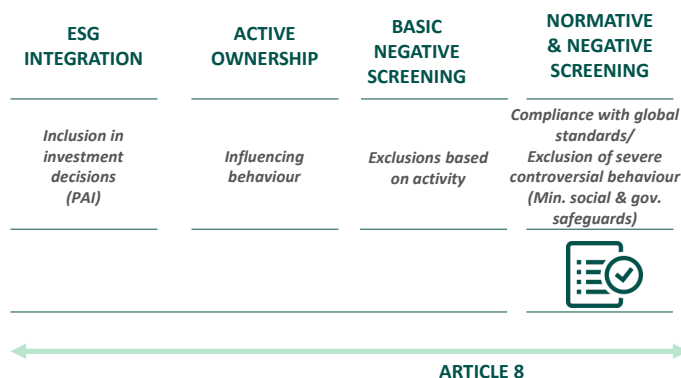 ESG
INTEGRATION
ACTIVE
OWNERSHIP
BASIC
NEGATIVE
SCREENING
NORMATIVE
& NEGATIVE
SCREENING
Inclusion in
investment
decisions
(PAI)
Influencing
behaviour
Exclusions based
on activity
Compliance with global
standards/
Exclusion of severe
controversial behaviour
(Min. social & gov.
safeguards)
ARTICLE 8